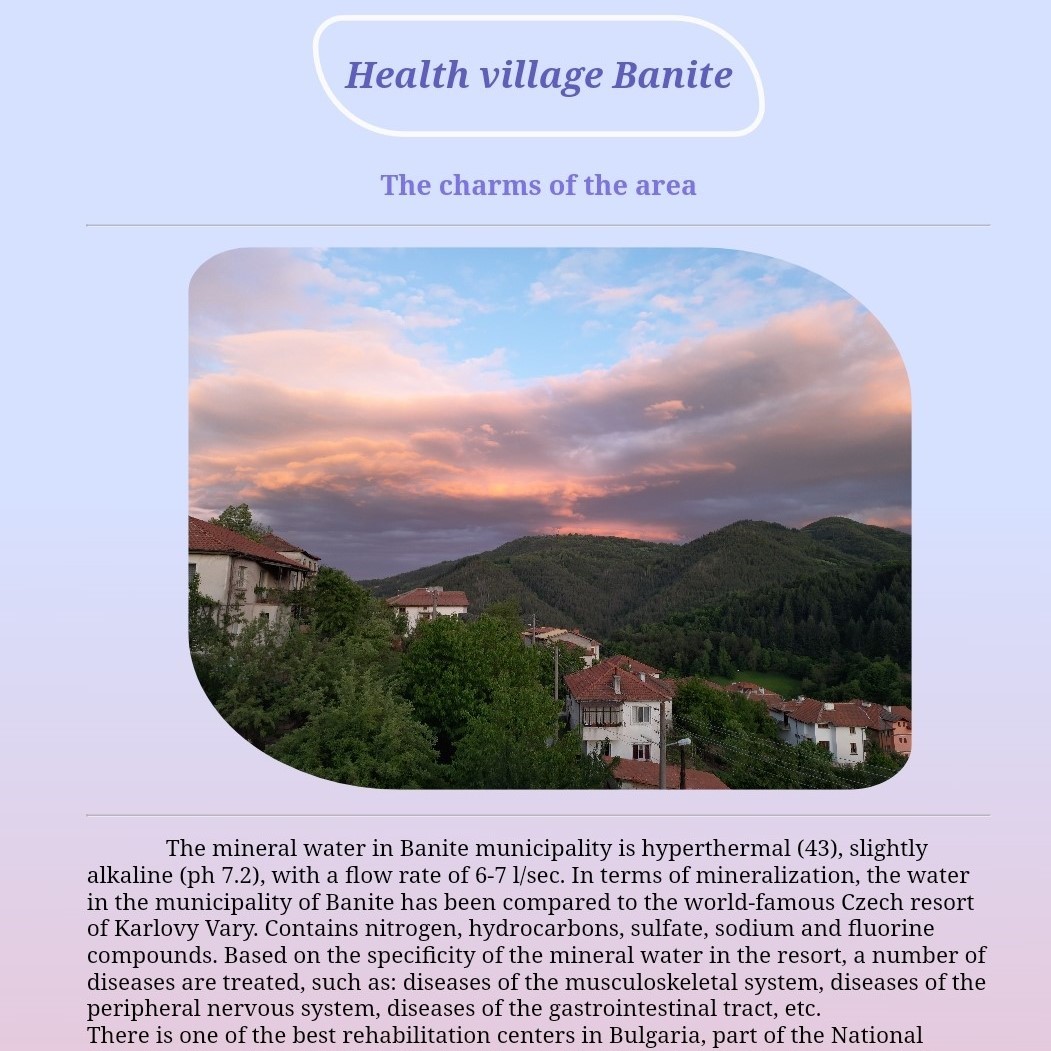 Health village Banite
The charms of the area
The mineral water in Banite municipality is hyperthermal (43), slightly
alkaline (ph 7.2), with a flow rate of 6-7 l/sec. In terms of mineralization, the water
in the municipality of Banite has been compared to the world-famous Czech resort
of Karlovy Vary. Contains nitrogen, hydrocarbons, sulfate, sodium and fluorine
compounds. Based on the specificity of the mineral water in the resort, a number of
diseases are treated, such as: diseases of the musculoskeletal system, diseases of the
peripheral nervous system, diseases of the gastrointestinal tract, etc.
There is one of the best rehabilitation centers in Bulgaria, part of the National